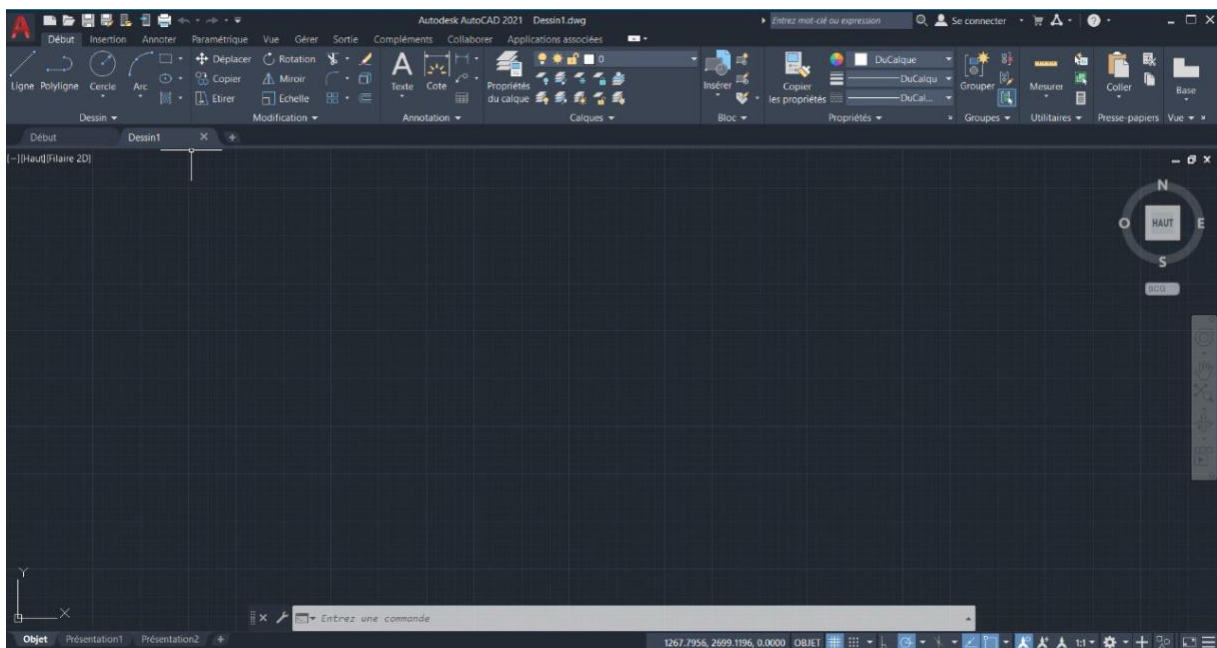 A
Autodesk AutoCAD 2021 Dessin1.dwg
Entrez mot-clé ou expression
Se connecter
Début Insertion Annoter Paramétrique Vue Gérer Sortie Compléments Collaborer Applications associées
Déplacer Rotation
0
DuCalque
Ligne Polyligne Cercle Arc
Copier Miroir
Texte Cote
Propriétés du calque
Insérer
Copier les propriétés
DuCalqu
Grouper
Mesurer
Coller
Base
Etirer Echelle
DuCal...
Dessin Modification Annotation Calques Bloc Propriétés Groupes Utilitaires Presse-papiers Vue
Début Dessin1
[−][Haut][Filaire 2D]
N
O HAUT E
S
SCG
Y
X
Entrez une commande
Objet Présentation1 Présentation2 +
1267.7956, 2699.1196, 0.0000 OBJET
1:1